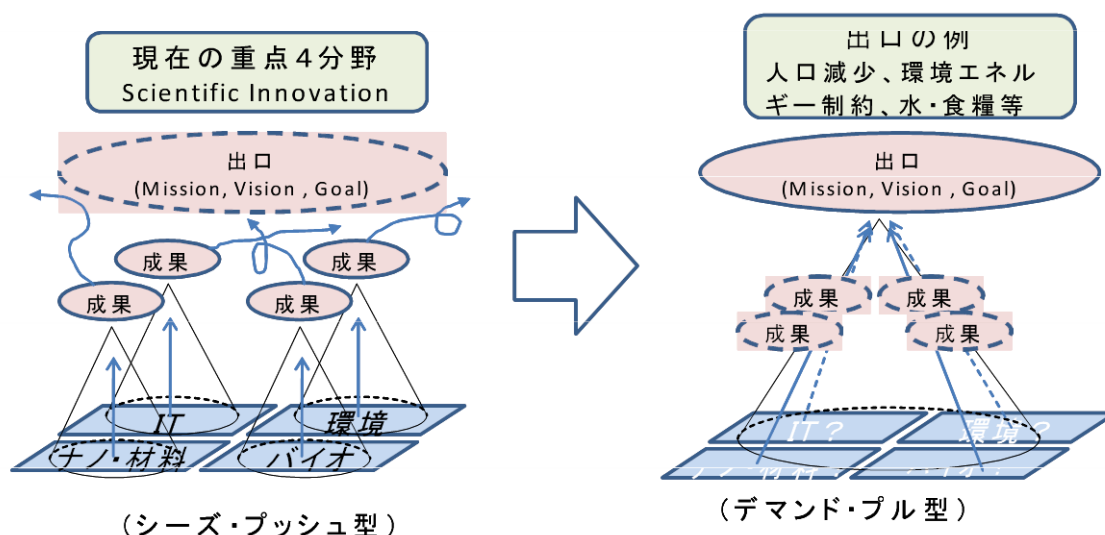 現在の重点4分野
Scientific Innovation
出口
(Mission, Vision , Goal)
成果
成果
成果
成果
IT
環境
ナノ・材料
バイオ
(シーズ・プッシュ型)
出口の例
人口減少、環境エネル
ギー制約、水・食糧等
出口
(Mission, Vision , Goal)
成果
成果
成果
成果
IT?
環境?
(デマンド・プル型)